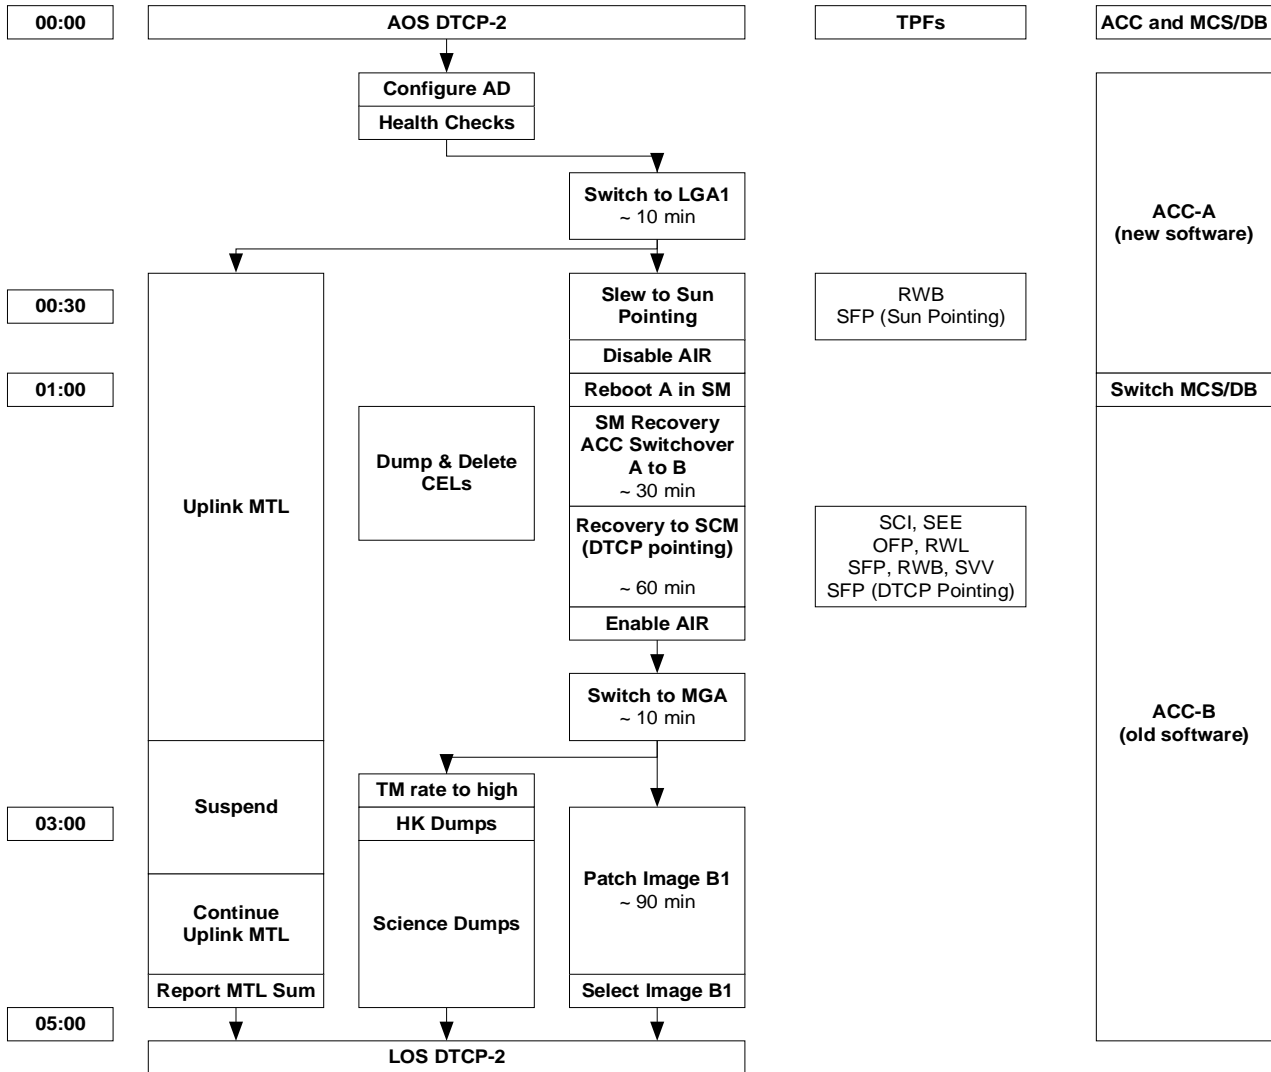 00:00
AOS DTCP-2
TPFs
ACC and MCS/DB
Configure AD
Health Checks
Switch to LGA1
~ 10 min
ACC-A
(new software)
00:30
Slew to Sun
Pointing
RWB
SFP (Sun Pointing)
Disable AIR
01:00
Reboot A in SM
Switch MCS/DB
Uplink MTL
Dump & Delete
CELs
SM Recovery
ACC Switchover
A to B
~ 30 min
Recovery to SCM
(DTCP pointing)
~ 60 min
SCI, SEE
OFP, RWL
SFP, RWB, SVV
SFP (DTCP Pointing)
Enable AIR
Switch to MGA
~ 10 min
ACC-B
(old software)
Suspend
TM rate to high
03:00
HK Dumps
Patch Image B1
~ 90 min
Continue
Uplink MTL
Science Dumps
Report MTL Sum
Select Image B1
05:00
LOS DTCP-2